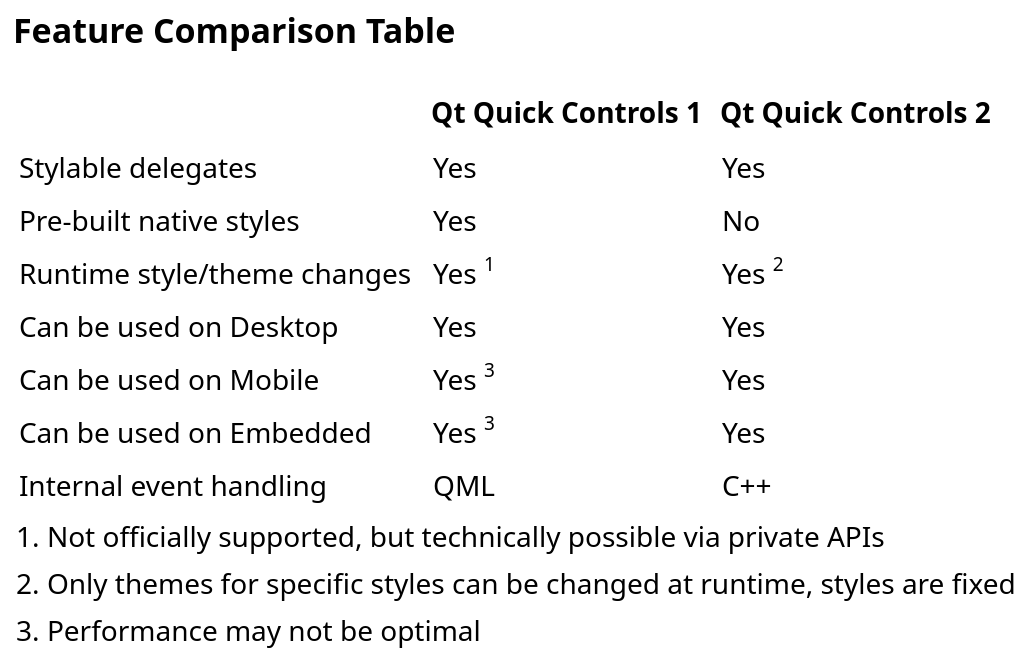 Feature Comparison Table
Qt Quick Controls 1 Qt Quick Controls 2
Stylable delegates Yes Yes
Pre-built native styles Yes No
Runtime style/theme changes Yes 1 Yes 2
Can be used on Desktop Yes Yes
Can be used on Mobile Yes 3 Yes
Can be used on Embedded Yes 3 Yes
Internal event handling QML C++
1. Not officially supported, but technically possible via private APIs
2. Only themes for specific styles can be changed at runtime, styles are fixed
3. Performance may not be optimal